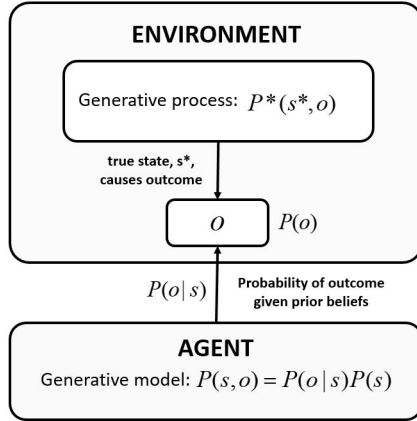 ENVIRONMENT
Generative process: P*(s*,o)
true state, s*,
causes outcome
o P(o)
P(o|s) Probability of outcome
given prior beliefs
AGENT
Generative model: P(s,o) = P(o|s)P(s)